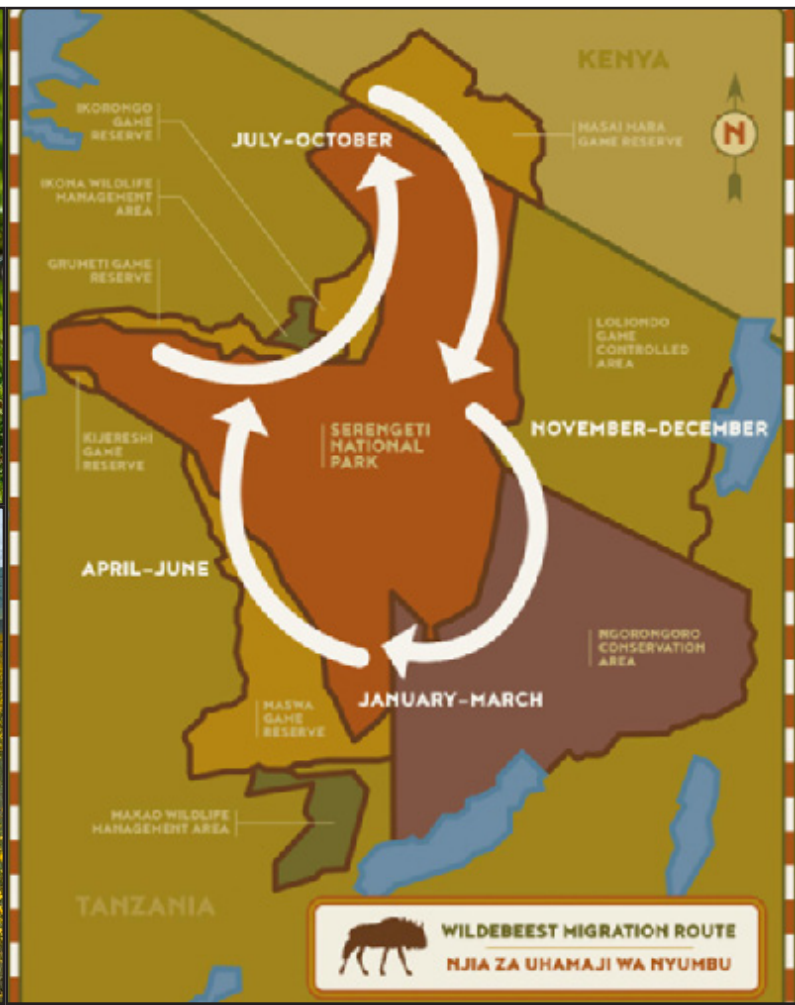 KENYA
IKORONGO
GAME
RESERVE
JULY–OCTOBER
MASAI MARA
GAME RESERVE
N
IKOMA WILDLIFE
MANAGEMENT
AREA
GRUMETI GAME
RESERVE
LOLIONDO
GAME
CONTROLLED
AREA
SERENGETI
NATIONAL
PARK
NOVEMBER–DECEMBER
KIJERESHI
GAME
RESERVE
APRIL–JUNE
NGORONGORO
CONSERVATION
AREA
JANUARY–MARCH
MASWA
GAME
RESERVE
MAKAO WILDLIFE
MANAGEMENT AREA
TANZANIA
WILDEBEEST MIGRATION ROUTE
NJIA ZA UHAMAJI WA NYUMBU